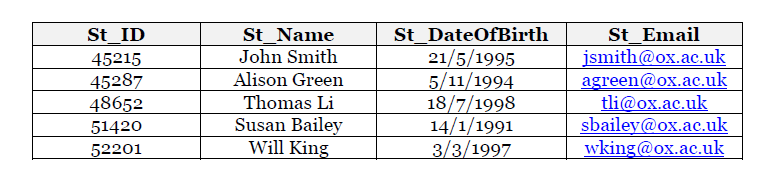 St_ID St_Name St_DateOfBirth St_Email
45215 John Smith 21/5/1995 jsmith@ox.ac.uk
45287 Alison Green 5/11/1994 agreen@ox.ac.uk
48652 Thomas Li 18/7/1998 tli@ox.ac.uk
51420 Susan Bailey 14/1/1991 sbailey@ox.ac.uk
52201 Will King 3/3/1997 wking@ox.ac.uk